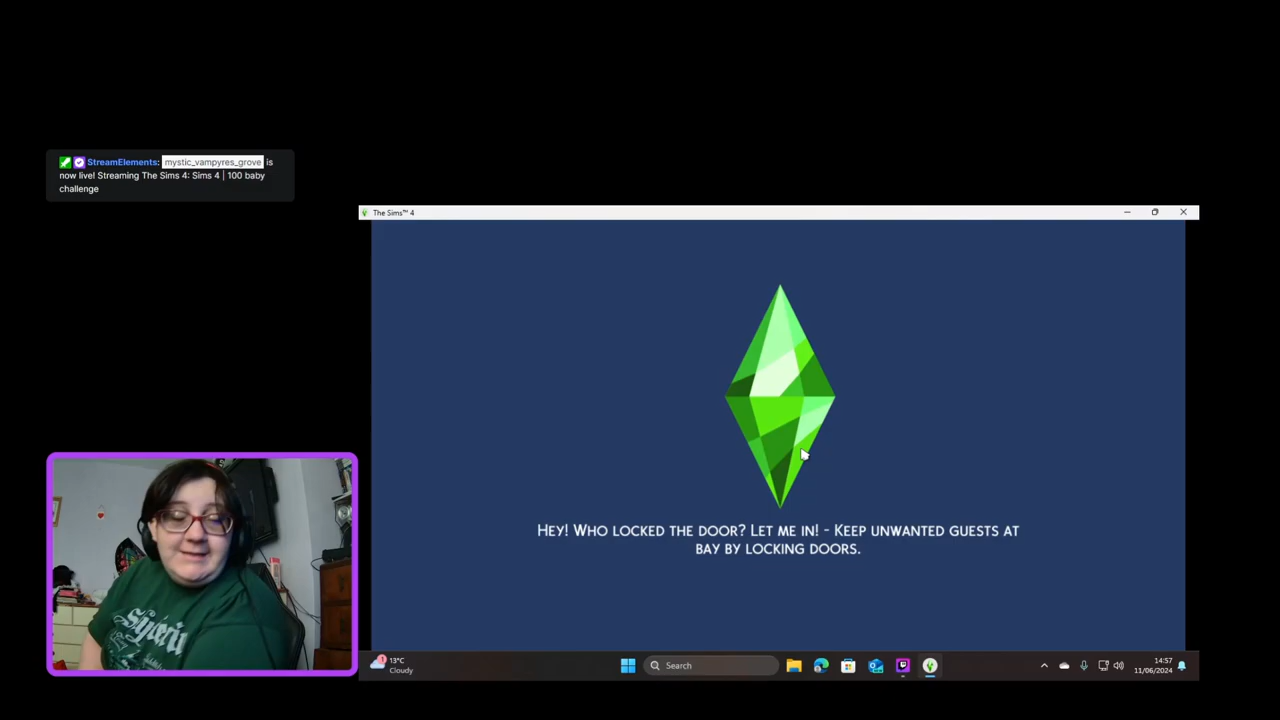 StreamElements: mystic_vampyres_grove is
now live! Streaming The Sims 4: Sims 4 | 100 baby
challenge
The Sims™ 4
HEY! WHO LOCKED THE DOOR? LET ME IN! - KEEP UNWANTED GUESTS AT
BAY BY LOCKING DOORS.
1
13°C
Cloudy
Search
14:57
11/06/2024